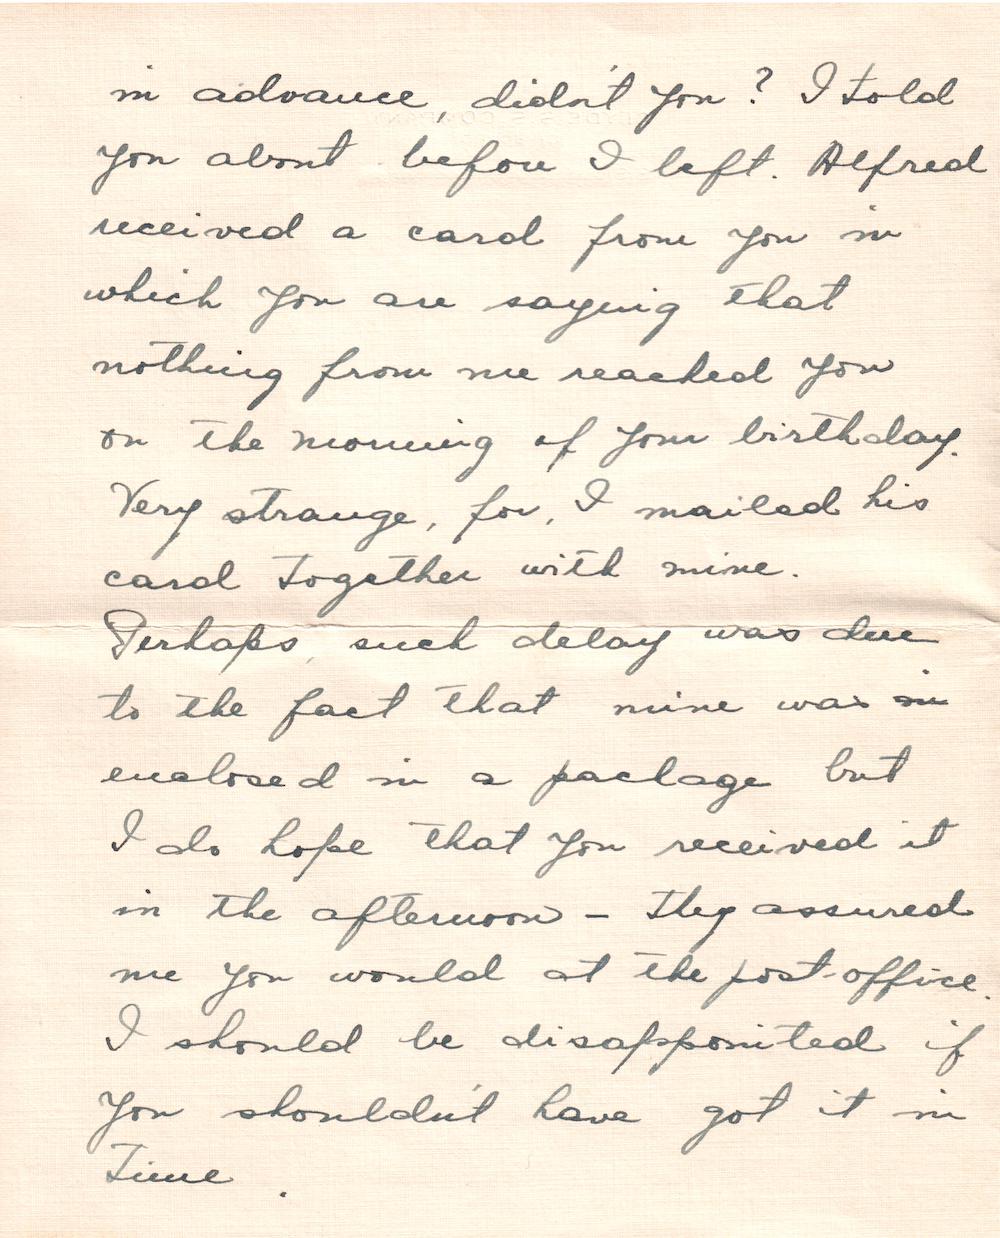 in advance, didn't you? I told
you about before I left. Alfred
received a card from you in
which you are saying that
nothing from me reached you
on the morning of your birthday.
Very strange, for, I mailed his
card together with mine.
Perhaps, such delay was due
to the fact that mine was in
enclosed in a package but
I do hope that you received it
in the afternoon – they assured
me you would at the post-office.
I should be disappointed if
you shouldn't have got it in
time.